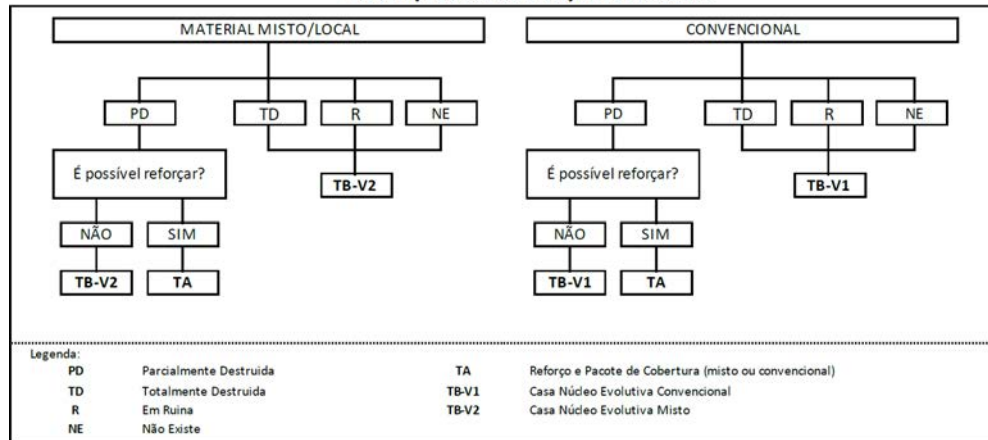 MATERIAL MISTO/LOCAL
PD TD R NE
É possível reforçar?
TB-V2
NÃO SIM
TB-V2 TA
CONVENCIONAL
PD TD R NE
É possível reforçar?
TB-V1
NÃO SIM
TB-V1 TA
Legenda:
PD Parcialmente Destruida
TD Totalmente Destruida
R Em Ruina
NE Não Existe
TA Reforço e Pacote de Cobertura (misto ou convencional)
TB-V1 Casa Núcleo Evolutiva Convencional
TB-V2 Casa Núcleo Evolutiva Misto